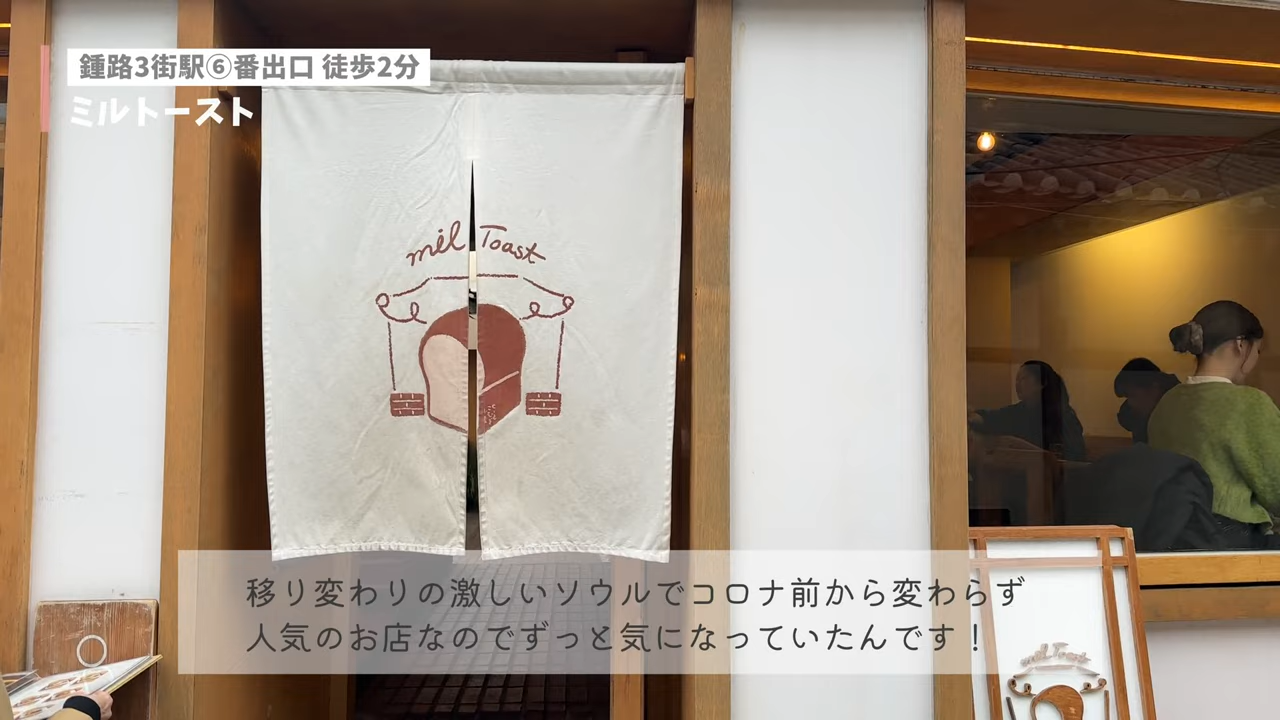 鍾路3街駅⑥番出口 徒歩2分
ミルトースト
mil Toast
移り変わりの激しいソウルでコロナ前から変わらず
人気のお店なのでずっと気になっていたんです！
mil Toast